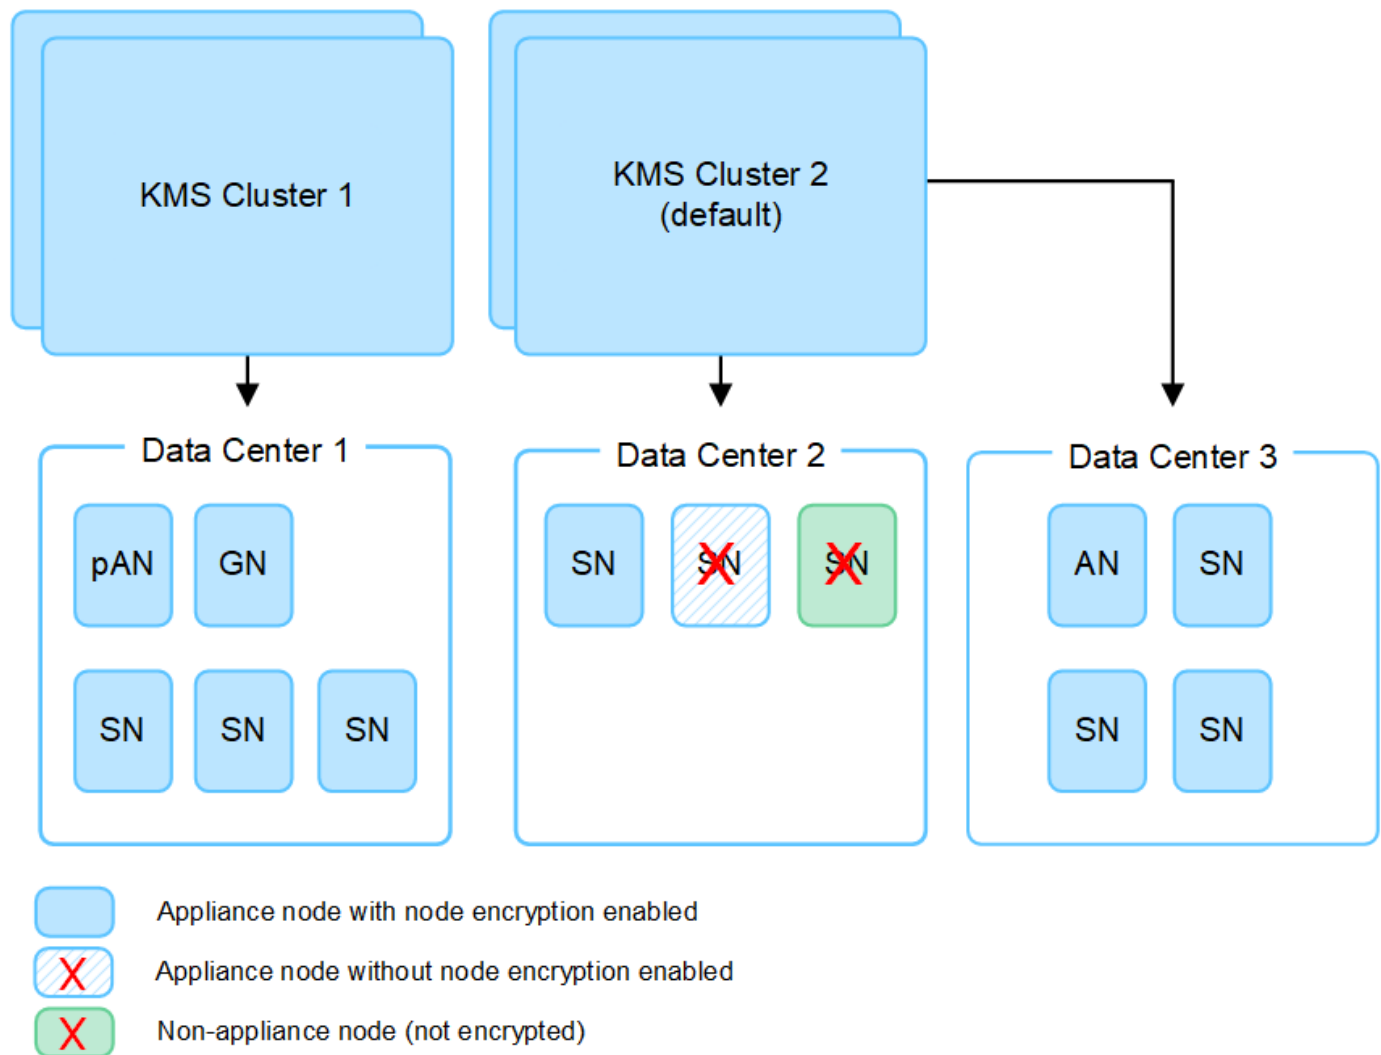 KMS Cluster 1
KMS Cluster 2
(default)
Data Center 1
pAN
GN
SN
SN
SN
Data Center 2
SN
SN
SN
Data Center 3
AN
SN
SN
SN
Appliance node with node encryption enabled
X
Appliance node without node encryption enabled
X
Non-appliance node (not encrypted)